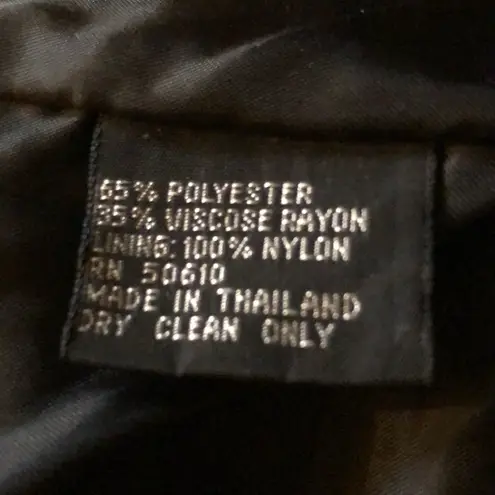 65% POLYESTER
35% VISCOSE RAYON
LINING: 100% NYLON
RN 50610
MADE IN THAILAND
DRY CLEAN ONLY